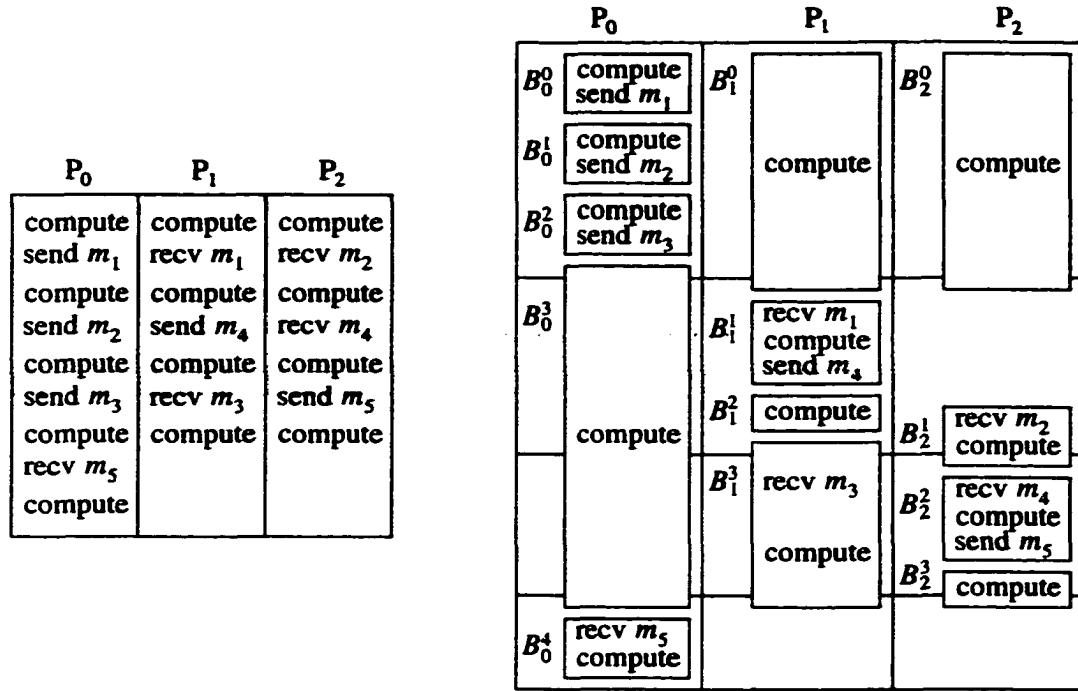 P₀ P₁ P₂
compute compute compute
send m₁ recv m₁ recv m₂
compute compute compute
send m₂ send m₄ recv m₄
compute compute compute
send m₃ recv m₃ send m₅
compute compute compute
recv m₅
compute
P₀ P₁ P₂
B₀⁰ compute
send m₁
B₀¹ compute
send m₂
B₀² compute
send m₃
B₀³ compute
B₀⁴ recv m₅
compute
B₁⁰ compute
B₁¹ recv m₁
compute
send m₄
B₁² compute
B₁³ recv m₃
compute
B₂⁰ compute
B₂¹ recv m₂
compute
B₂² recv m₄
compute
send m₅
B₂³ compute